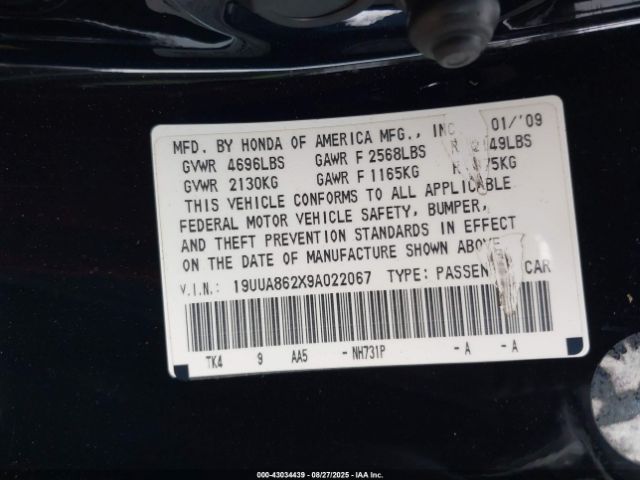 MFD. BY HONDA OF AMERICA MFG., INC. 01/'09
GVWR 4696LBS GAWR F 2568LBS
GVWR 2130KG GAWR F 1165KG
THIS VEHICLE CONFORMS TO ALL APPLICABLE
FEDERAL MOTOR VEHICLE SAFETY, BUMPER,
AND THEFT PREVENTION STANDARDS IN EFFECT
ON THE DATE OF MANUFACTURE SHOWN ABOVE.
V.I.N.: 19UUA862X9A022067 TYPE: CAR
TK4 9 AA5 -NH731P -A -A
000-43034439 - 08/27/2025 - IAA Inc.